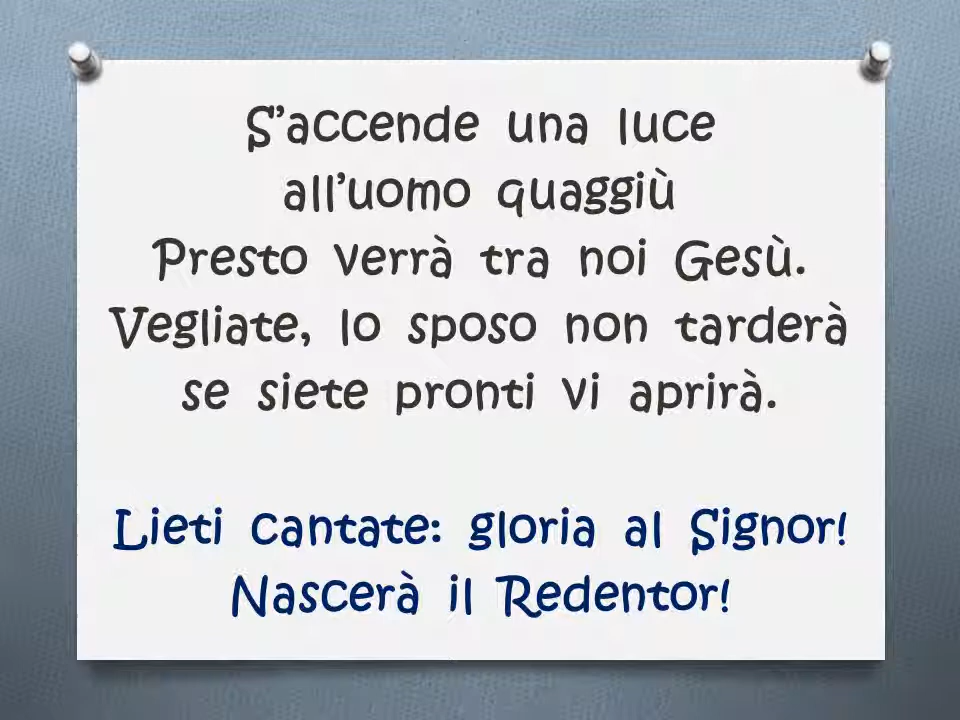 S’accende una luce
all’uomo quaggiù
Presto verrà tra noi Gesù.
Vegliate, lo sposo non tarderà
se siete pronti vi aprirà.
Lieti cantate: gloria al Signor!
Nascerà il Redentor!